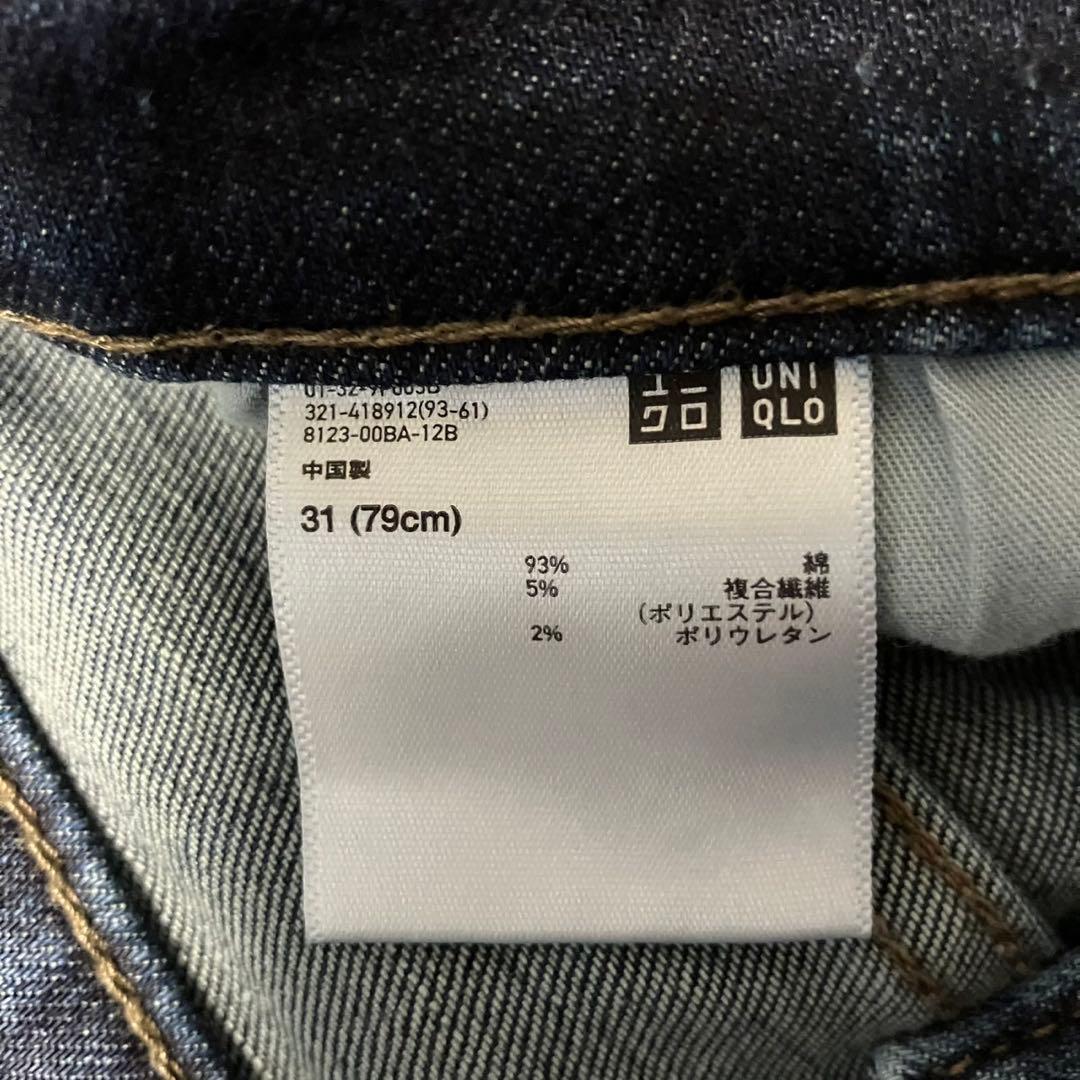 321-418912(93-61)
8123-00BA-12B
中国製
31 (79cm)
ユニ
クロ
UNI
QLO
93% 綿
5% 複合繊維
(ポリエステル)
2% ポリウレタン